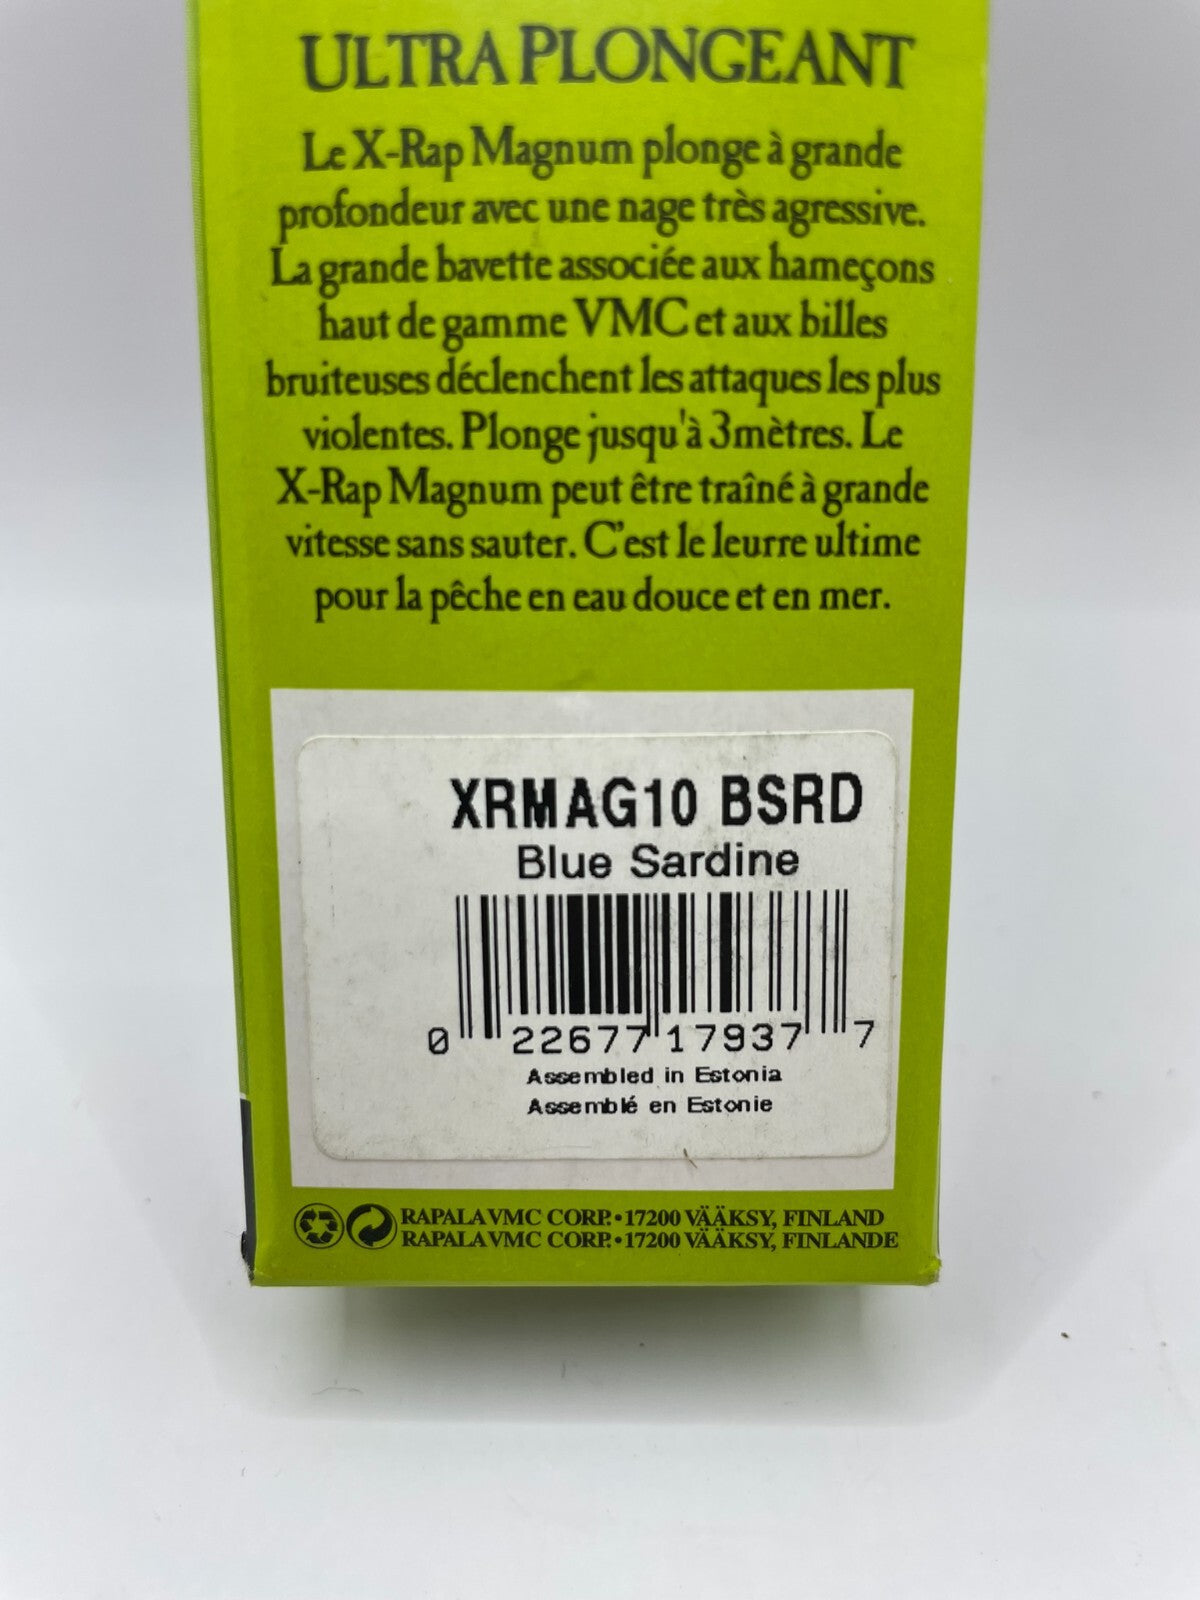 ULTRA PLONGEANT
Le X-Rap Magnum plonge à grande
profondeur avec une nage très agressive.
La grande bavette associée aux hameçons
haut de gamme VMC et aux billes
bruiteuses déclenchent les attaques les plus
violentes. Plonge jusqu'à 3mètres. Le
X-Rap Magnum peut être traîné à grande
vitesse sans sauter. C'est le leurre ultime
pour la pêche en eau douce et en mer.
XRMAG10 BSRD
Blue Sardine
0 22677 17937 7
Assembled in Estonia
Assemblé en Estonie
RAPALA VMC CORP. • 17200 VÄÄKSY, FINLAND
RAPALA VMC CORP. • 17200 VÄÄKSY, FINLANDE